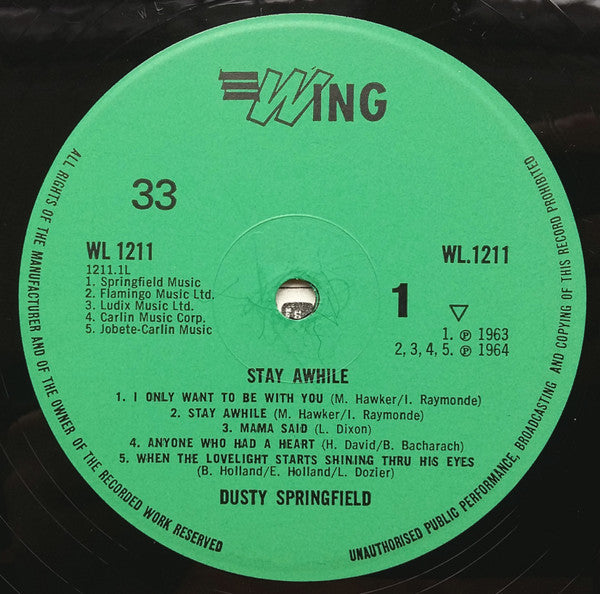 WING
33
WL 1211
1211.1L
1. Springfield Music
2. Flamingo Music Ltd.
3. Ludix Music Ltd.
4. Carlin Music Corp.
5. Jobete-Carlin Music
WL.1211
1
1. ℗ 1963
2, 3, 4, 5. ℗ 1964
STAY AWHILE
1. I ONLY WANT TO BE WITH YOU (M. Hawker/I. Raymonde)
2. STAY AWHILE (M. Hawker/I. Raymonde)
3. MAMA SAID (L. Dixon)
4. ANYONE WHO HAD A HEART (H. David/B. Bacharach)
5. WHEN THE LOVELIGHT STARTS SHINING THRU HIS EYES
(B. Holland/E. Holland/L. Dozier)
DUSTY SPRINGFIELD
ALL RIGHTS OF THE MANUFACTURER AND OF THE OWNER OF THE RECORDED WORK RESERVED
UNAUTHORISED PUBLIC PERFORMANCE, BROADCASTING AND COPYING OF THIS RECORD PROHIBITED